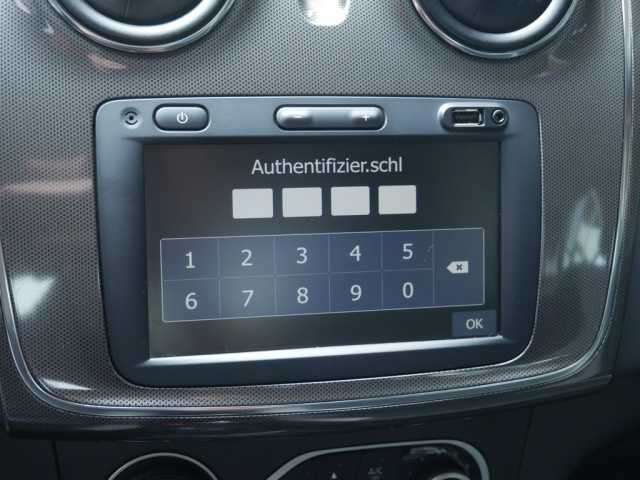 − +
Authentifizier.schl
1 2 3 4 5
6 7 8 9 0
OK
A/C